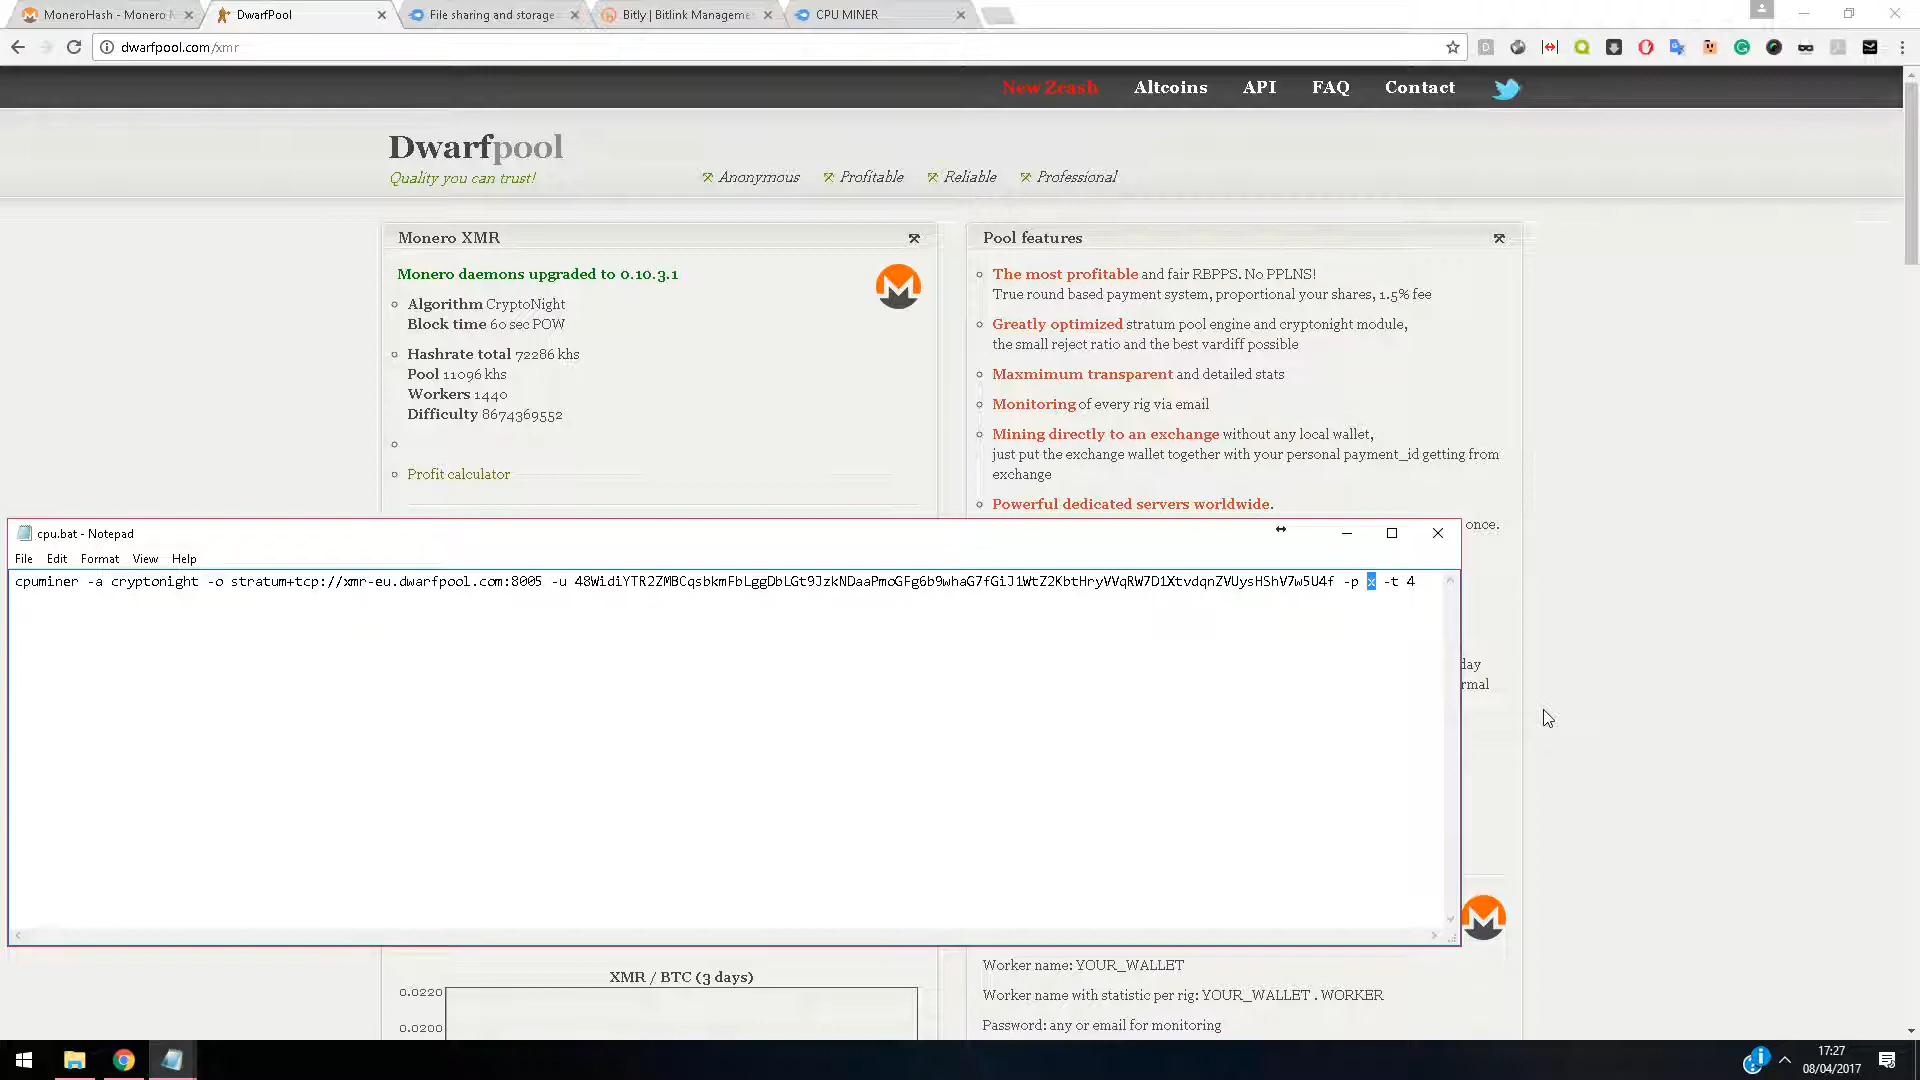 MoneroHash - Monero
DwarfPool
File sharing and storage
Bitly | Bitlink Manageme
CPU MINER
dwarfpool.com/xmr
New Zcash
Altcoins
API
FAQ
Contact
Dwarfpool
Quality you can trust!
Anonymous
Profitable
Reliable
Professional
Monero XMR
Monero daemons upgraded to 0.10.3.1
Algorithm CryptoNight
Block time 60 sec POW
Hashrate total 72286 khs
Pool 11096 khs
Workers 1440
Difficulty 8674369552
Profit calculator
Pool features
The most profitable and fair RBPPS. No PPLNS!
True round based payment system, proportional your shares, 1.5% fee
Greatly optimized stratum pool engine and cryptonight module,
the small reject ratio and the best vardiff possible
Maxmimum transparent and detailed stats
Monitoring of every rig via email
Mining directly to an exchange without any local wallet,
just put the exchange wallet together with your personal payment_id getting from
exchange
Powerful dedicated servers worldwide.
once.
cpu.bat - Notepad
File Edit Format View Help
cpuminer -a cryptonight -o stratum+tcp://xmr-eu.dwarfpool.com:8005 -u 48WidiYTR2ZMBCqsbkmFbLggDbLGt9JzkNDaaPmoGFg6b9whaG7fGiJ1WtZ2KbtHryVVqRW7D1XtvdqnZVUysHShV7w5U4f -p x -t 4
day
rmal
XMR / BTC (3 days)
0.0220
0.0200
Worker name: YOUR_WALLET
Worker name with statistic per rig: YOUR_WALLET . WORKER
Password: any or email for monitoring
17:27
08/04/2017